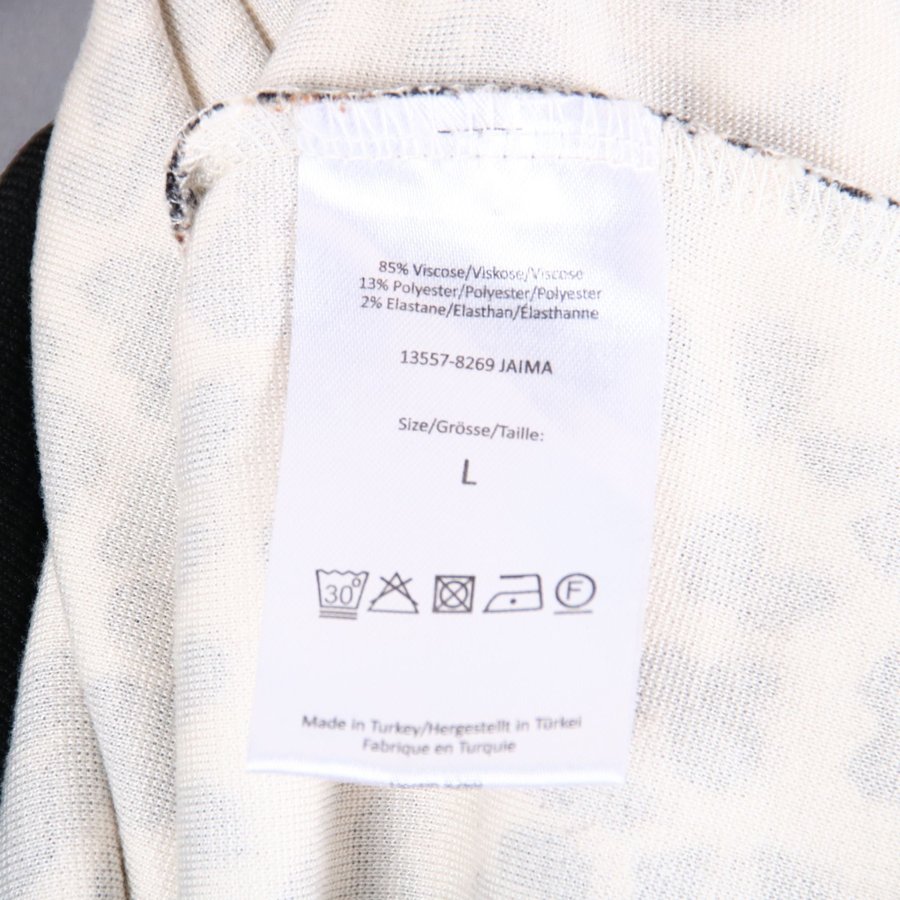 85% Viscose/Viskose/Viscose
13% Polyester/Polyester/Polyester
2% Elastane/Elasthan/Élasthanne
13557-8269 JAIMA
Size/Grösse/Taille:
L
30°
F
Made in Turkey/Hergestellt in Türkei
Fabrique en Turquie